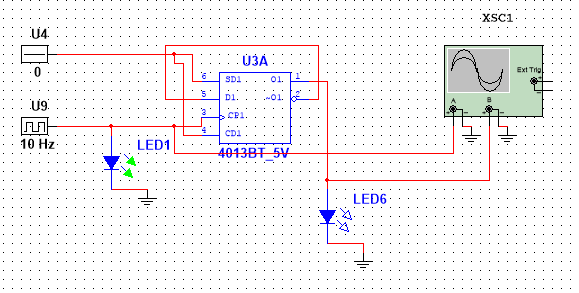 XSC1
U4
0
U3A
Ext Trig
6 SD1 O1 1
5 D1 ~O1 2
3 CP1
4 CD1
A B
U9
10 Hz
LED1
4013BT_5V
LED6